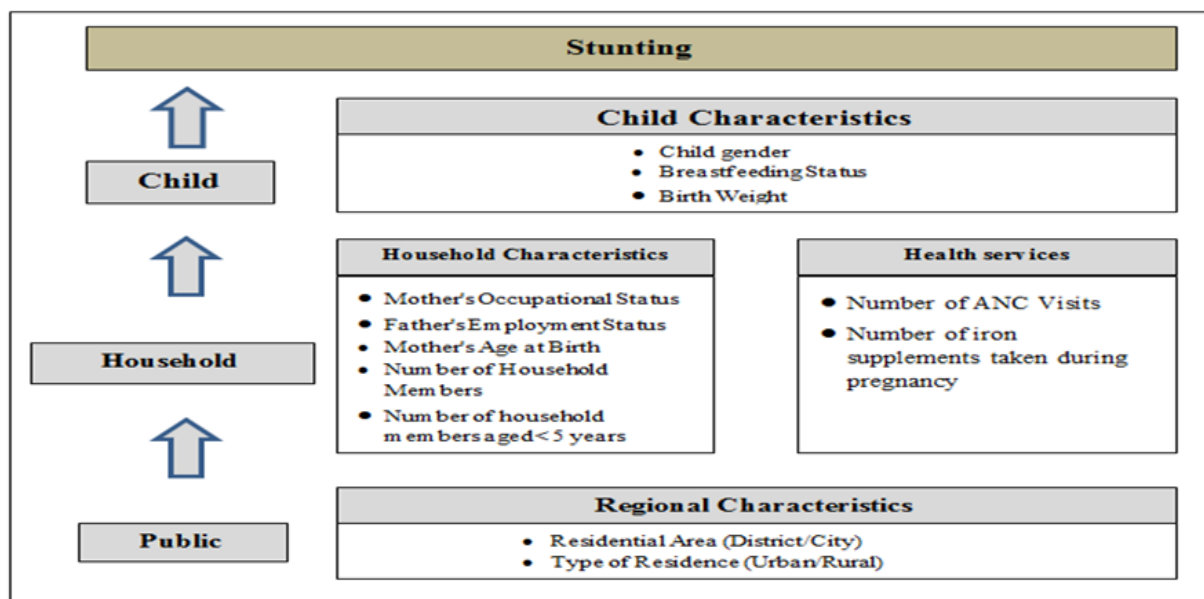 Stunting
Child Characteristics
• Child gender
• Breastfeeding Status
• Birth Weight
Child
Household Characteristics
• Mother's Occupational Status
• Father's Employment Status
• Mother's Age at Birth
• Number of Household
Members
• Number of household
members aged < 5 years
Health services
• Number of ANC Visits
• Number of iron
supplements taken during
pregnancy
Household
Regional Characteristics
• Residential Area (District/City)
• Type of Residence (Urban/Rural)
Public